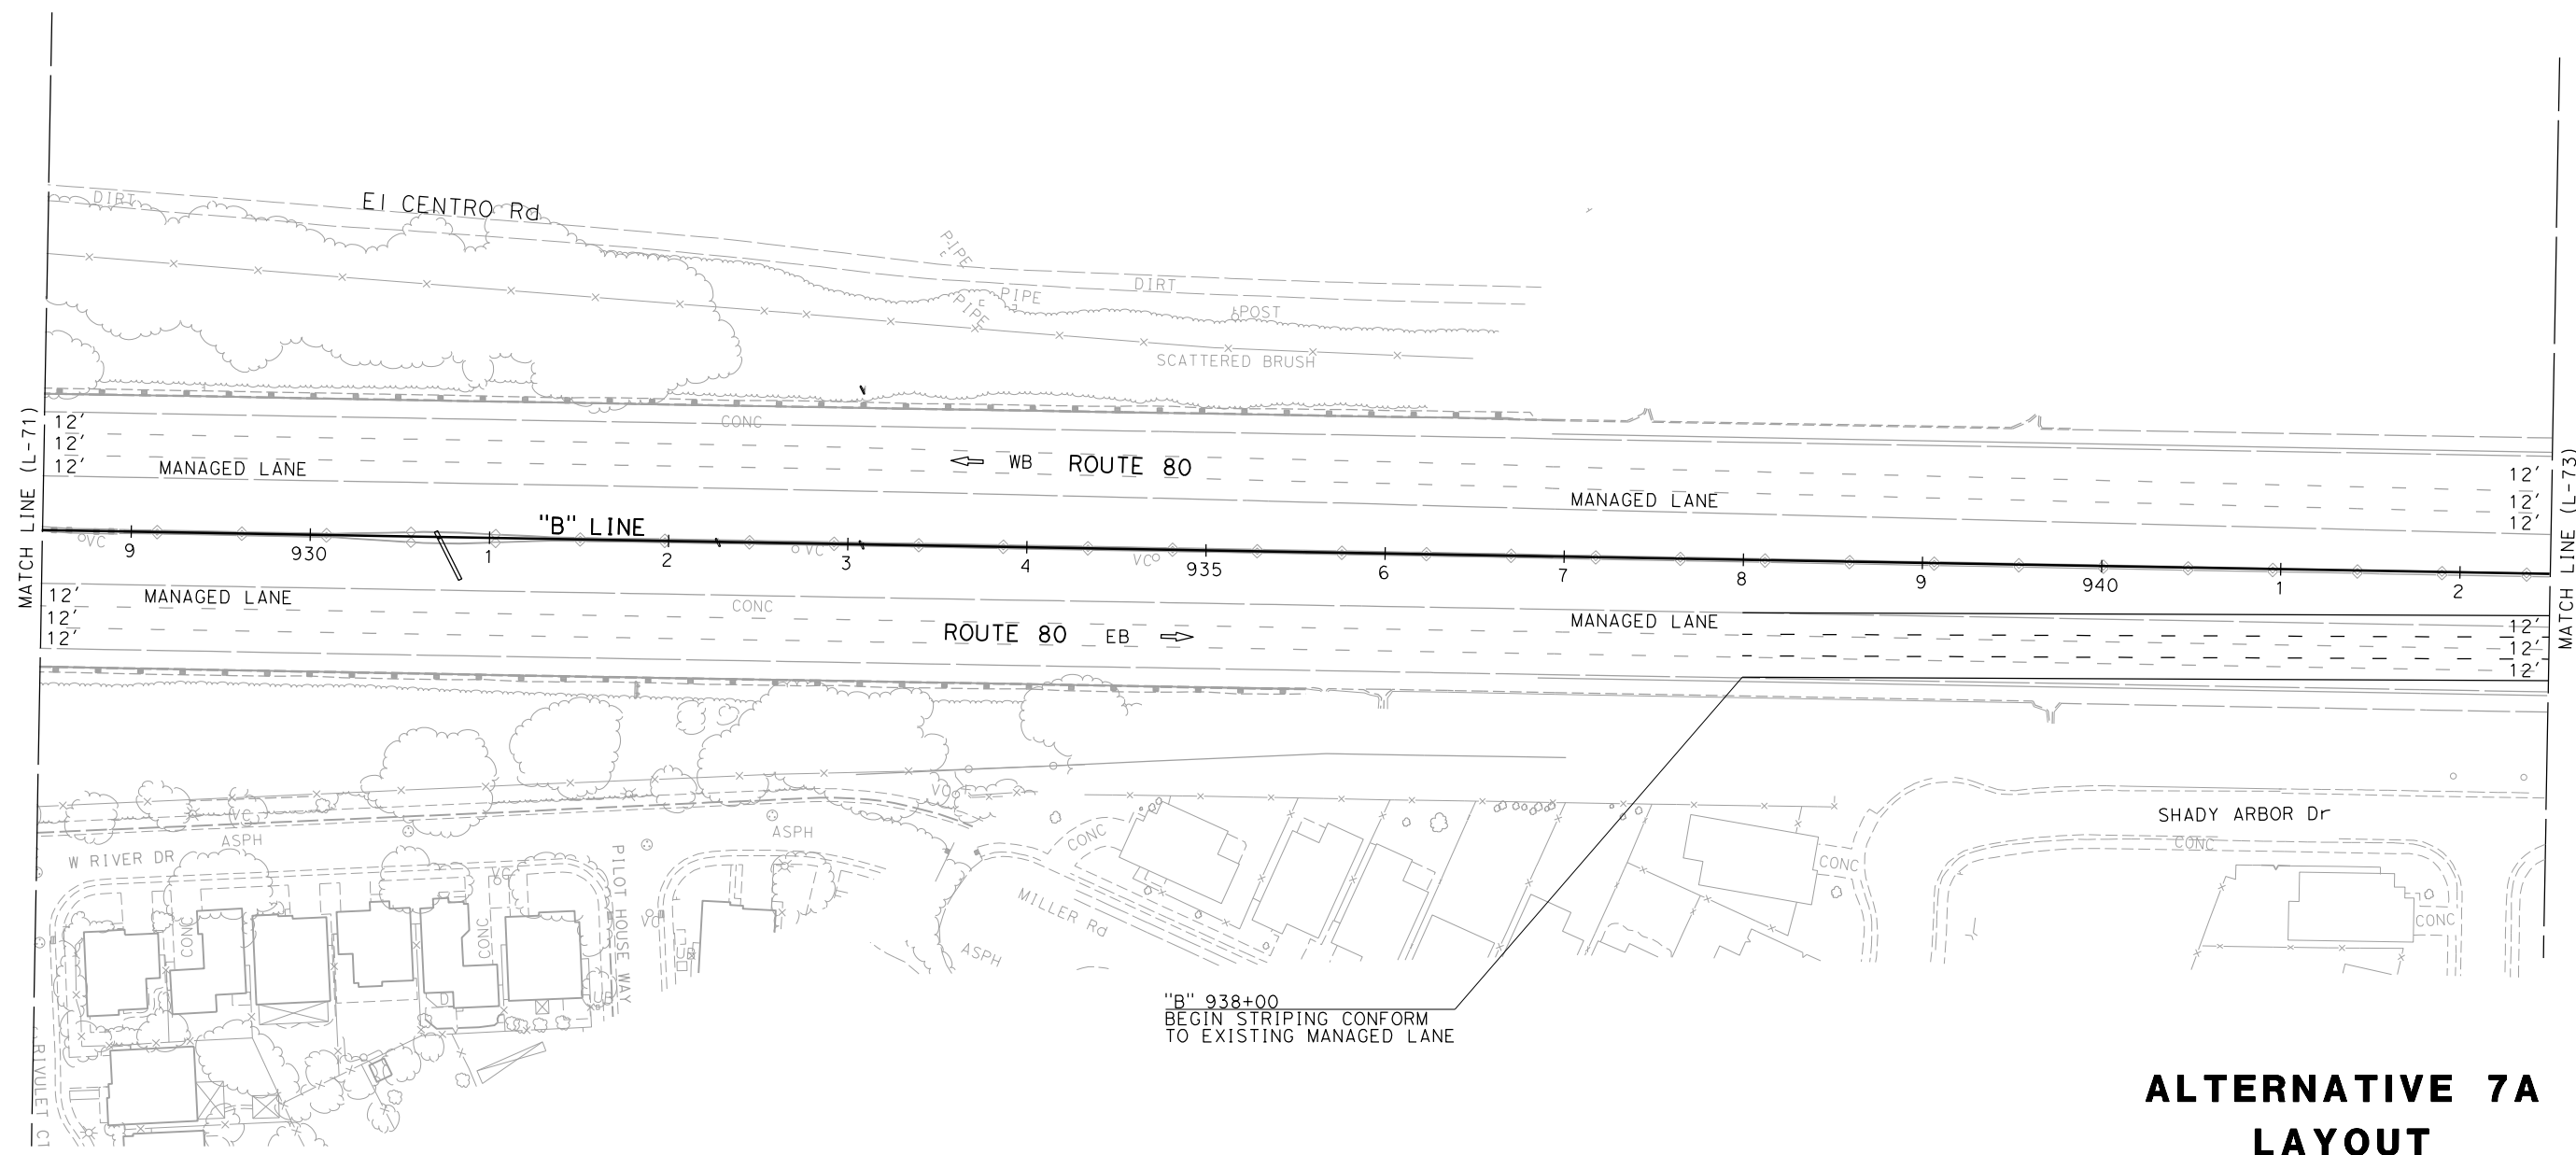 EI CENTRO Rd
DIRT
PIPE
DIRT
PIPE
PIPE
POST
SCATTERED BRUSH
MATCH LINE (L-71)
12'
12'
12'
CONC
MANAGED LANE
WB ROUTE 80
MANAGED LANE
12'
12'
12'
MATCH LINE (L-73)
"B" LINE
VC
9
930
1
2
3
VC
4
VC
935
6
7
8
9
940
1
2
12'
12'
12'
MANAGED LANE
CONC
ROUTE 80 EB
MANAGED LANE
12'
12'
12'
VC
ASPH
ASPH
VC
W RIVER DR
VC
PILOT HOUSE WAY
VC
CONC
CONC
CONC
MILLER Rd
ASPH
CONC
SHADY ARBOR Dr
CONC
CONC
D
RIVULET CT
"B" 938+00
BEGIN STRIPING CONFORM
TO EXISTING MANAGED LANE
ALTERNATIVE 7A
LAYOUT